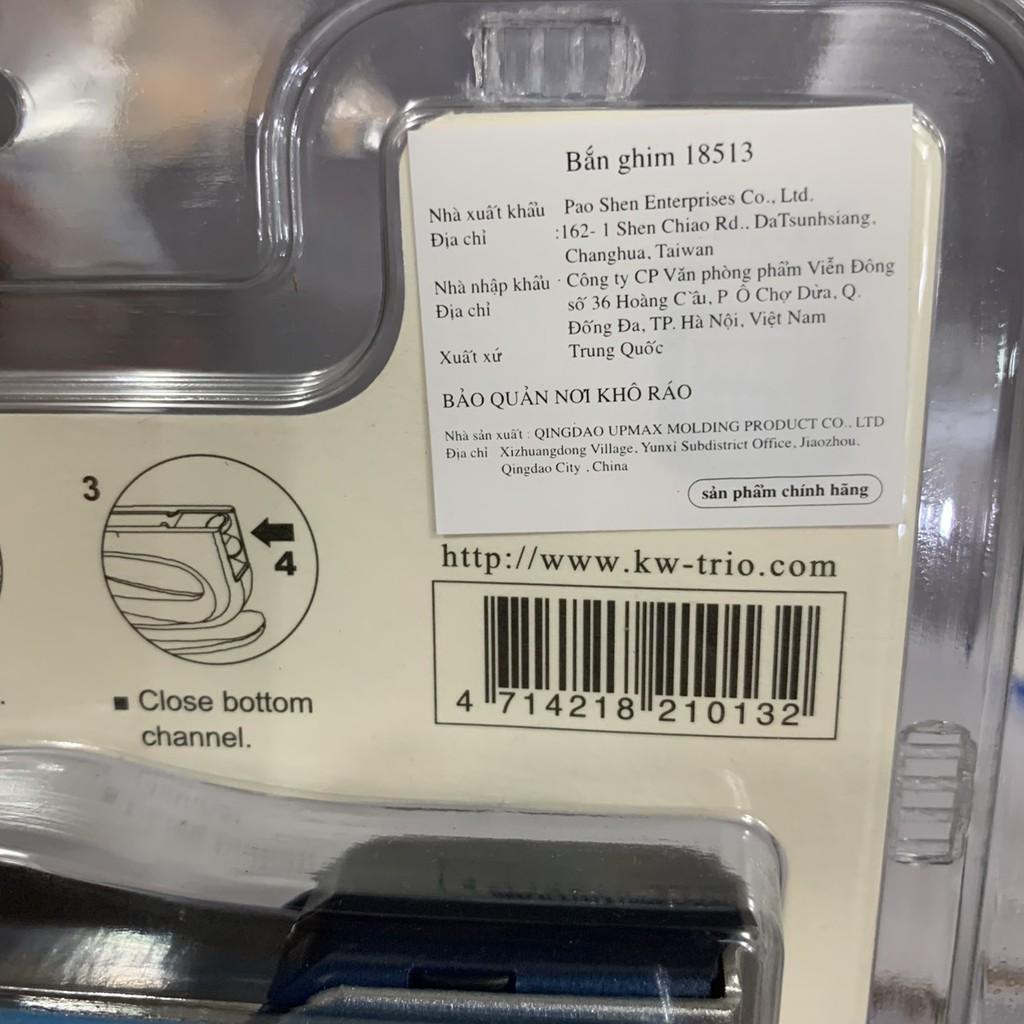 Bắn ghim 18513
Nhà xuất khẩu Pao Shen Enterprises Co., Ltd.
Địa chỉ :162- 1 Shen Chiao Rd., DaTsunhsiang,
Changhua, Taiwan
Nhà nhập khẩu : Công ty CP Văn phòng phẩm Viễn Đông
Địa chỉ số 36 Hoàng Cầu, P Ô Chợ Dừa, Q.
Đống Đa, TP. Hà Nội, Việt Nam
Xuất xứ Trung Quốc
BẢO QUẢN NƠI KHÔ RÁO
Nhà sản xuất : QINGDAO UPMAX MOLDING PRODUCT CO., LTD
Địa chỉ Xizhuangdong Village, Yunxi Subdistrict Office, Jiaozhou,
Qingdao City , China
sản phẩm chính hãng
3
4
http://www.kw-trio.com
4 714218 210132
■ Close bottom
channel.